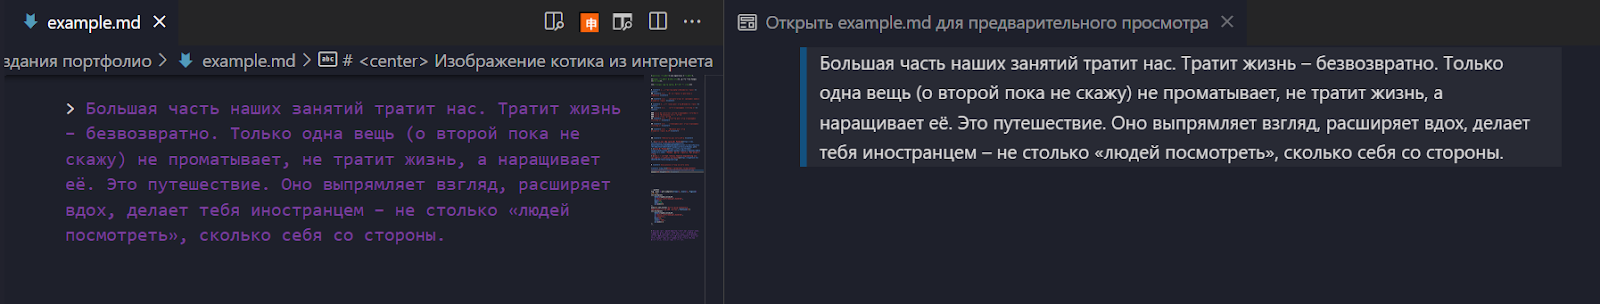 example.md
Открыть example.md для предварительного просмотра
здания портфолио > example.md > # <center> Изображение котика из интернета
> Большая часть наших занятий тратит нас. Тратит жизнь
– безвозвратно. Только одна вещь (о второй пока не
скажу) не проматывает, не тратит жизнь, а наращивает
её. Это путешествие. Оно выпрямляет взгляд, расширяет
вдох, делает тебя иностранцем – не столько «людей
посмотреть», сколько себя со стороны.
Большая часть наших занятий тратит нас. Тратит жизнь – безвозвратно. Только
одна вещь (о второй пока не скажу) не проматывает, не тратит жизнь, а
наращивает её. Это путешествие. Оно выпрямляет взгляд, расширяет вдох, делает
тебя иностранцем – не столько «людей посмотреть», сколько себя со стороны.